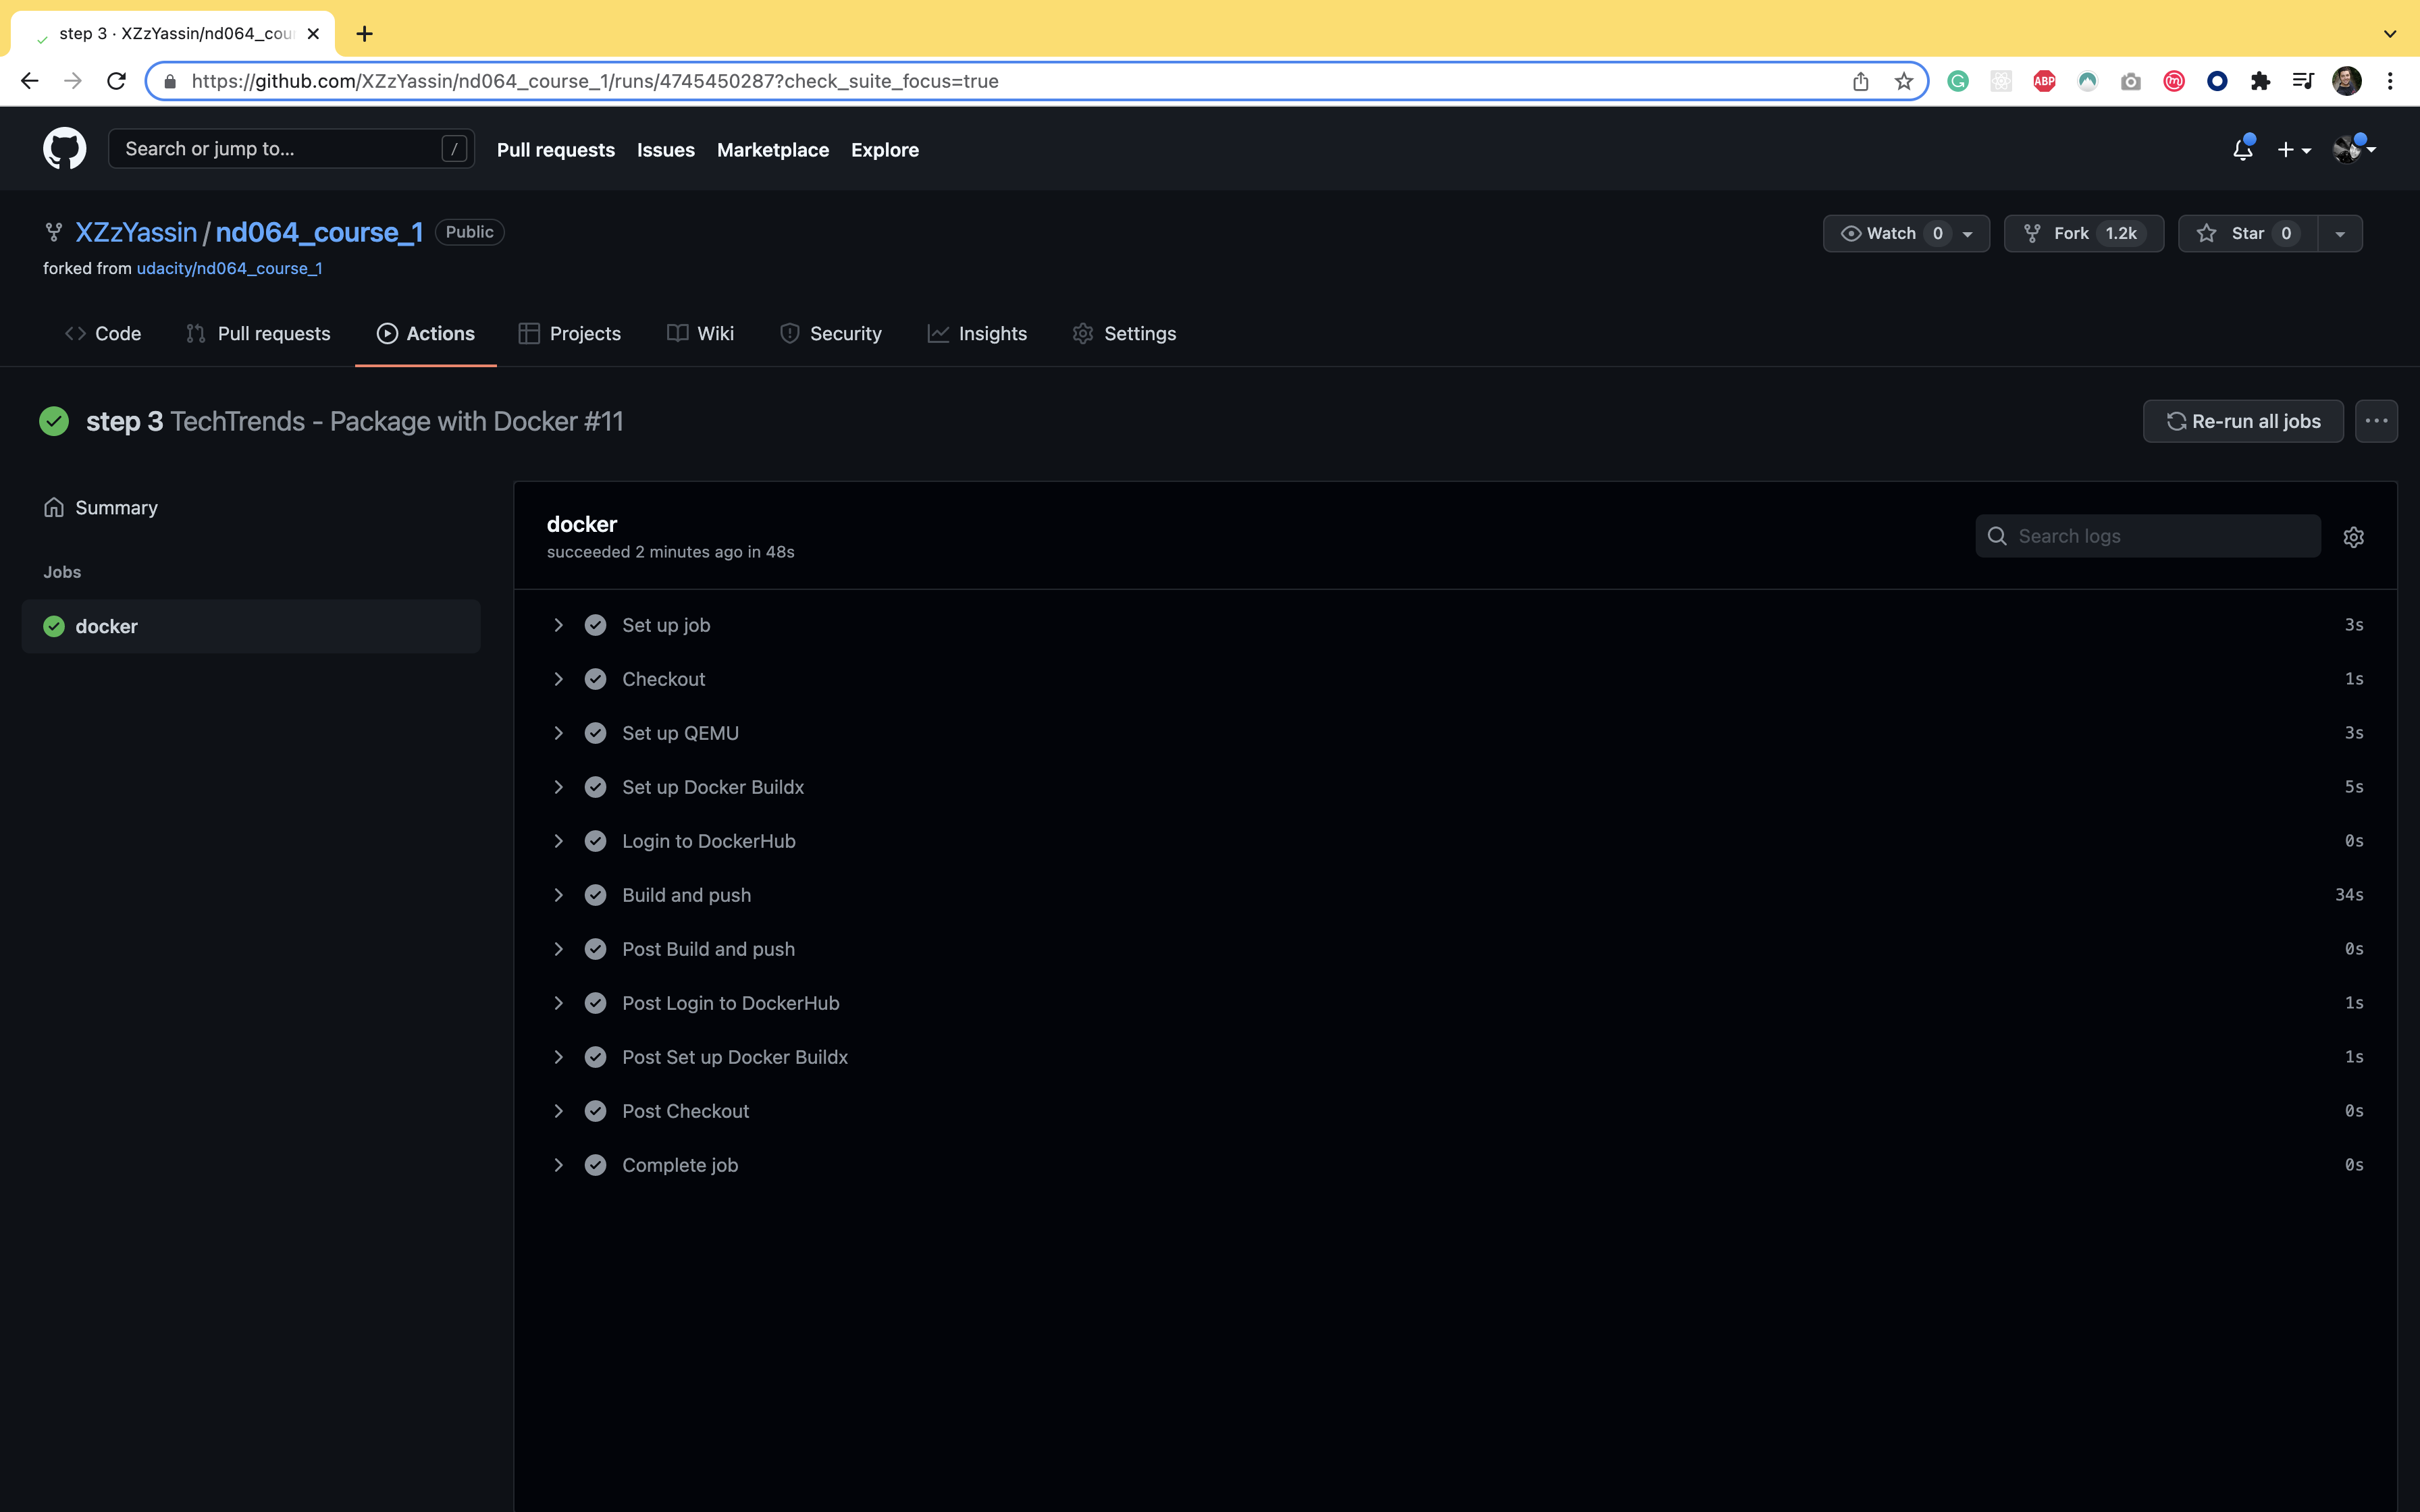 step 3 · XZzYassin/nd064_cou
https://github.com/XZzYassin/nd064_course_1/runs/4745450287?check_suite_focus=true
ABP
Search or jump to... /
Pull requests Issues Marketplace Explore
XZzYassin / nd064_course_1 Public
Watch 0 Fork 1.2k Star 0
forked from udacity/nd064_course_1
Code Pull requests Actions Projects Wiki Security Insights Settings
step 3 TechTrends - Package with Docker #11
Re-run all jobs
Summary
Jobs
docker
docker
succeeded 2 minutes ago in 48s
Search logs
Set up job 3s
Checkout 1s
Set up QEMU 3s
Set up Docker Buildx 5s
Login to DockerHub 0s
Build and push 34s
Post Build and push 0s
Post Login to DockerHub 1s
Post Set up Docker Buildx 1s
Post Checkout 0s
Complete job 0s